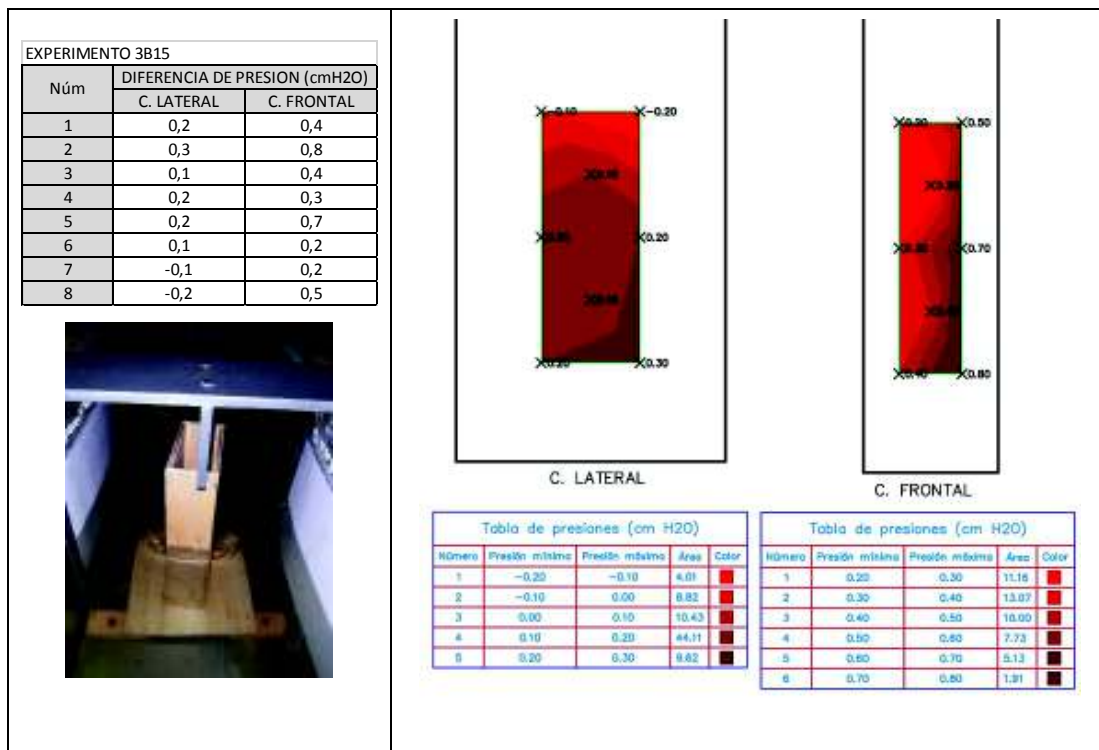 EXPERIMENTO 3B15
Núm DIFERENCIA DE PRESION (cmH2O)
C. LATERAL C. FRONTAL
1 0,2 0,4
2 0,3 0,8
3 0,1 0,4
4 0,2 0,3
5 0,2 0,7
6 0,1 0,2
7 -0,1 0,2
8 -0,2 0,5
-0.10 -0.20
0.20
0.20 0.30
C. LATERAL
0.20 0.50
0.70
0.40 0.80
C. FRONTAL
Tabla de presiones (cm H2O)
Número Presión mínima Presión máxima Área Color
1 -0.20 -0.10 4.01
2 -0.10 0.00
3 0.00 0.10 10.43
4 0.10 0.20 44.11
5 0.20 0.30
Tabla de presiones (cm H2O)
Número Presión mínima Presión máxima Área Color
1 0.20 0.30 11.16
2 0.30 0.40 13.07
3 0.40 0.50
4 0.50 0.60 7.73
5 0.60 0.70 5.13
6 0.70 0.80 1.91